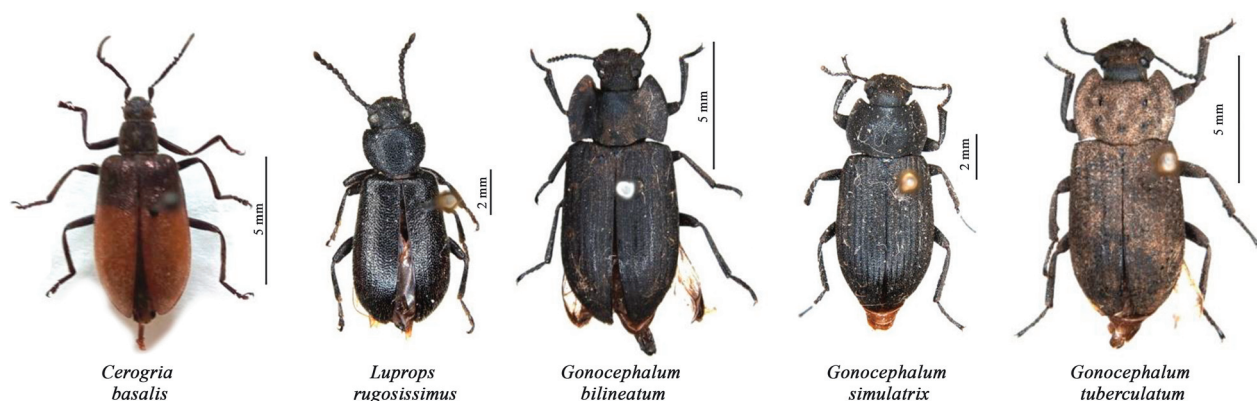 5 mm
2 mm
5 mm
2 mm
5 mm
Cerogria
basalis
Luprops
rugosissimus
Gonocephalum
bilineatum
Gonocephalum
simulatrix
Gonocephalum
tuberculatum